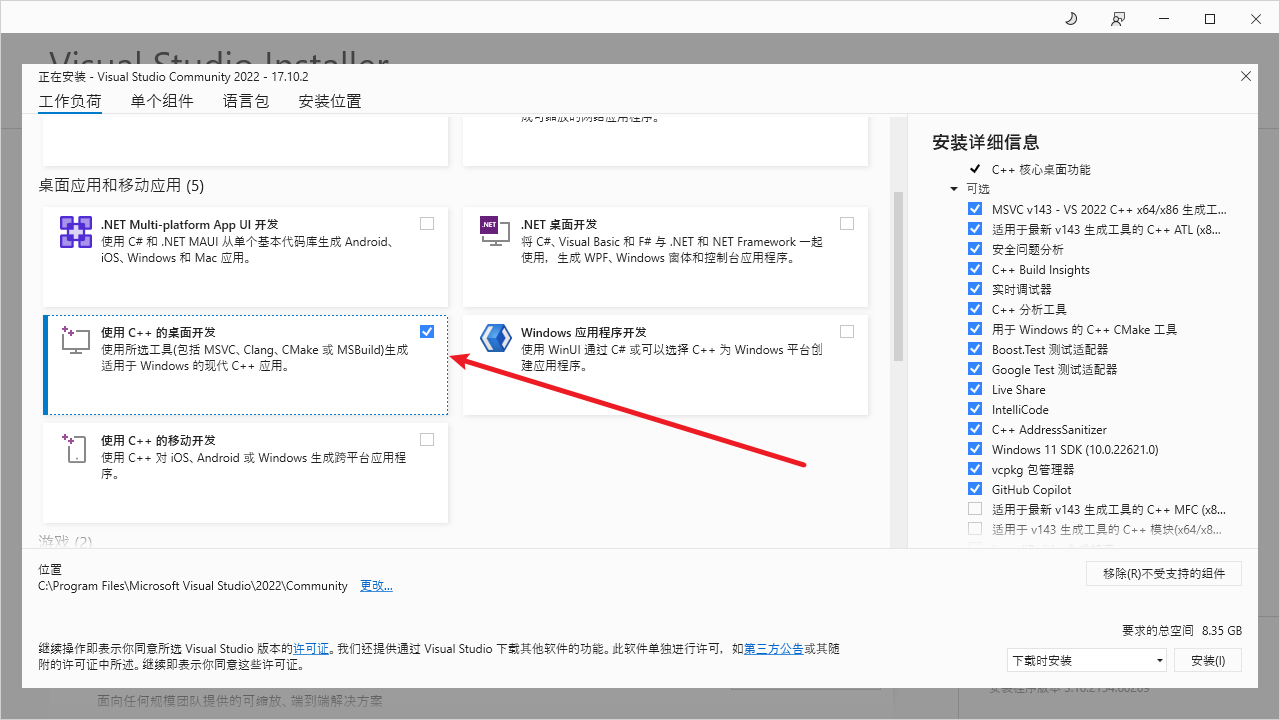 Visual Studio Installer
正在安装 - Visual Studio Community 2022 - 17.10.2
工作负荷 单个组件 语言包 安装位置
成可缩放的网络应用程序。
桌面应用和移动应用 (5)
.NET Multi-platform App UI 开发
使用 C# 和 .NET MAUI 从单个基本代码库生成 Android、
iOS、Windows 和 Mac 应用。
.NET
.NET 桌面开发
将 C#、Visual Basic 和 F# 与 .NET 和 NET Framework 一起
使用，生成 WPF、Windows 窗体和控制台应用程序。
使用 C++ 的桌面开发
使用所选工具(包括 MSVC、Clang、CMake 或 MSBuild)生成
适用于 Windows 的现代 C++ 应用。
Windows 应用程序开发
使用 WinUI 通过 C# 或可以选择 C++ 为 Windows 平台创
建应用程序。
使用 C++ 的移动开发
使用 C++ 对 iOS、Android 或 Windows 生成跨平台应用程
序。
游戏 (2)
安装详细信息
C++ 核心桌面功能
可选
MSVC v143 - VS 2022 C++ x64/x86 生成工...
适用于最新 v143 生成工具的 C++ ATL (x8...
安全问题分析
C++ Build Insights
实时调试器
C++ 分析工具
用于 Windows 的 C++ CMake 工具
Boost.Test 测试适配器
Google Test 测试适配器
Live Share
IntelliCode
C++ AddressSanitizer
Windows 11 SDK (10.0.22621.0)
vcpkg 包管理器
GitHub Copilot
适用于最新 v143 生成工具的 C++ MFC (x8...
适用于 v143 生成工具的 C++ 模块(x64/x8...
位置
C:\Program Files\Microsoft Visual Studio\2022\Community 更改...
移除(R)不受支持的组件
要求的总空间 8.35 GB
继续操作即表示你同意所选 Visual Studio 版本的许可证。我们还提供通过 Visual Studio 下载其他软件的功能。此软件单独进行许可，如第三方公告或其随
附的许可证中所述。继续即表示你同意这些许可证。
下载时安装 安装(I)
面向任何规模团队提供的可缩放、端到端解决方案